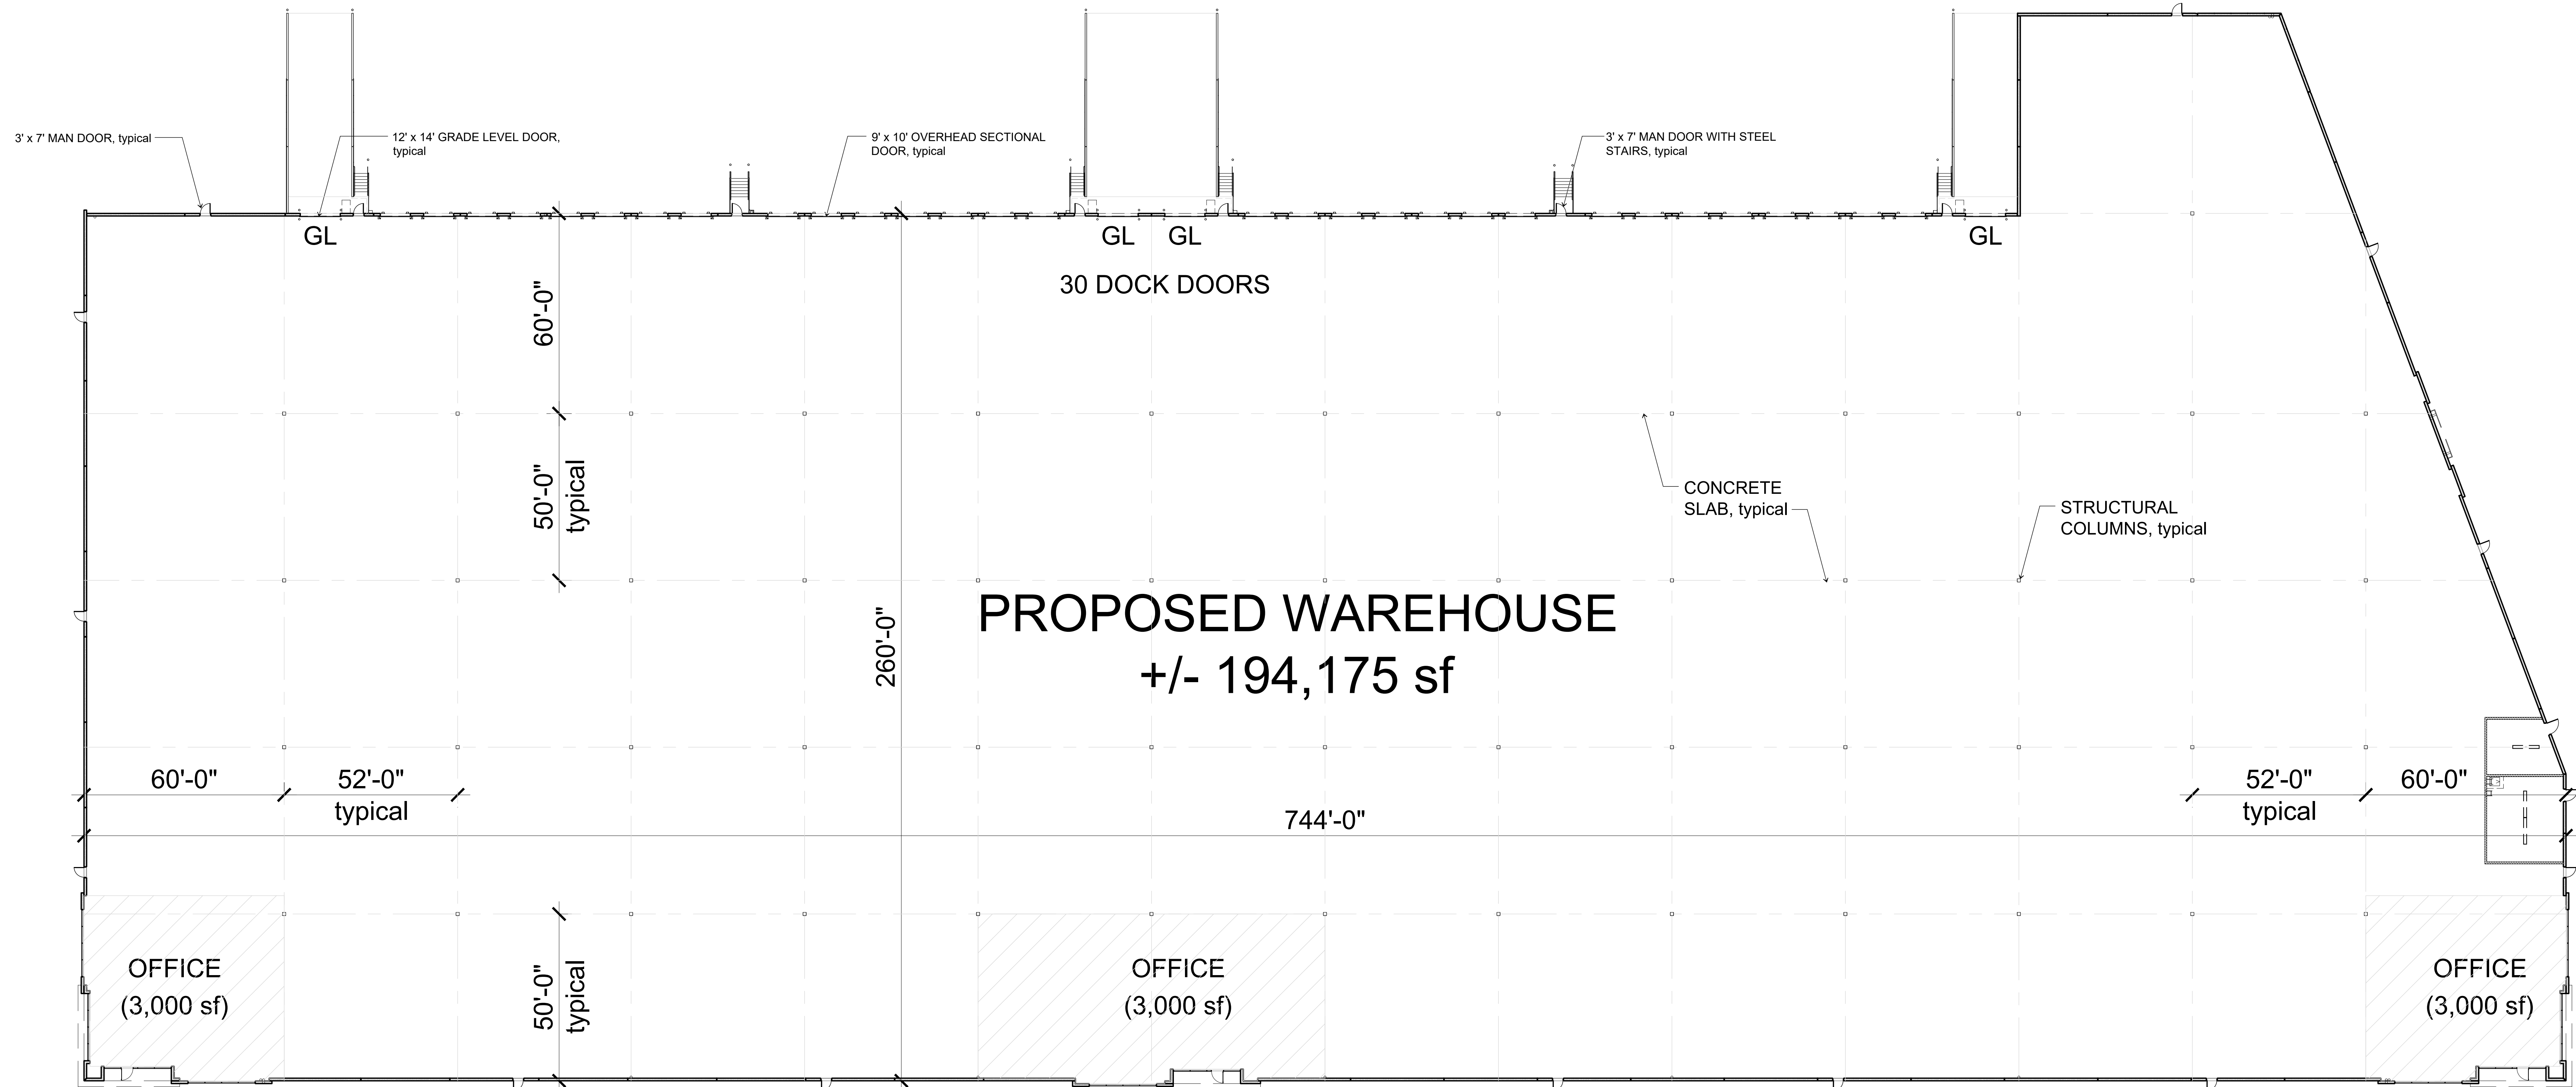 3' x 7' MAN DOOR, typical
12' x 14' GRADE LEVEL DOOR,
typical
9' x 10' OVERHEAD SECTIONAL
DOOR, typical
3' x 7' MAN DOOR WITH STEEL
STAIRS, typical
GL
GL
GL
GL
30 DOCK DOORS
60'-0"
50'-0"
typical
CONCRETE
SLAB, typical
STRUCTURAL
COLUMNS, typical
PROPOSED WAREHOUSE
+/- 194,175 sf
260'-0"
60'-0"
52'-0"
typical
52'-0"
typical
60'-0"
744'-0"
OFFICE
(3,000 sf)
50'-0"
typical
OFFICE
(3,000 sf)
OFFICE
(3,000 sf)